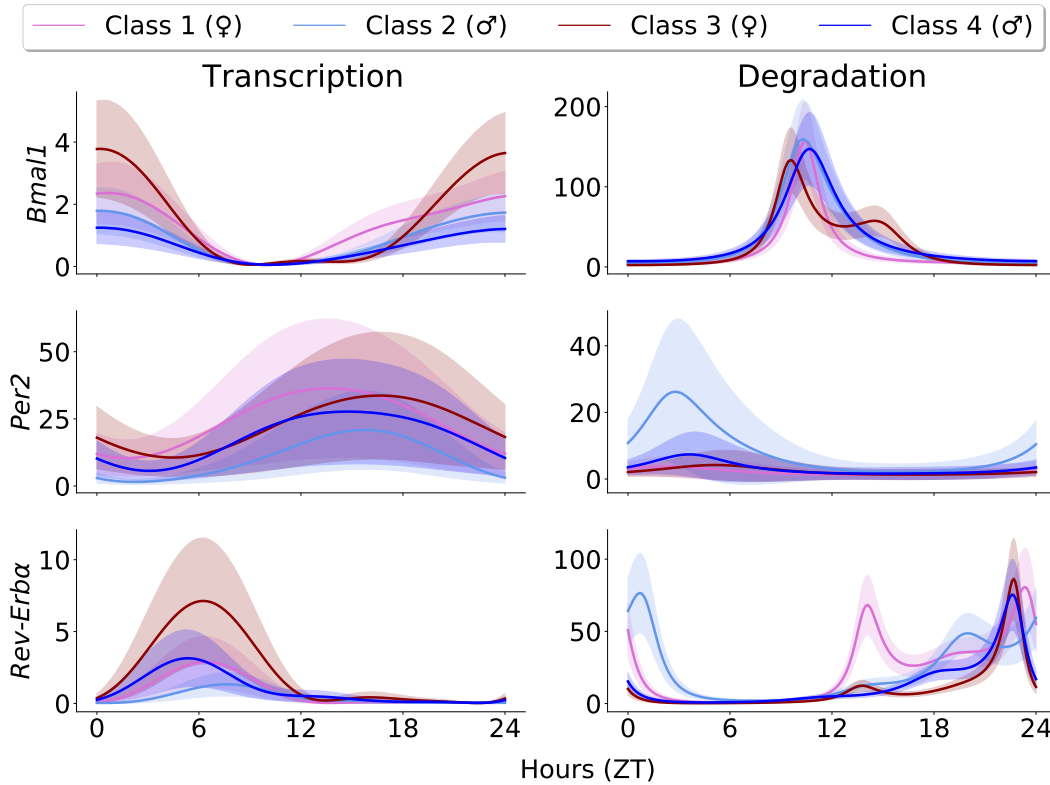 Class 1 (♀) Class 2 (♂) Class 3 (♀) Class 4 (♂)
Transcription Degradation
Bmal1
4
2
0
200
100
0
Per2
50
25
0
40
20
0
Rev-Erbα
10
5
0
100
50
0
0 6 12 18 24 0 6 12 18 24
Hours (ZT)